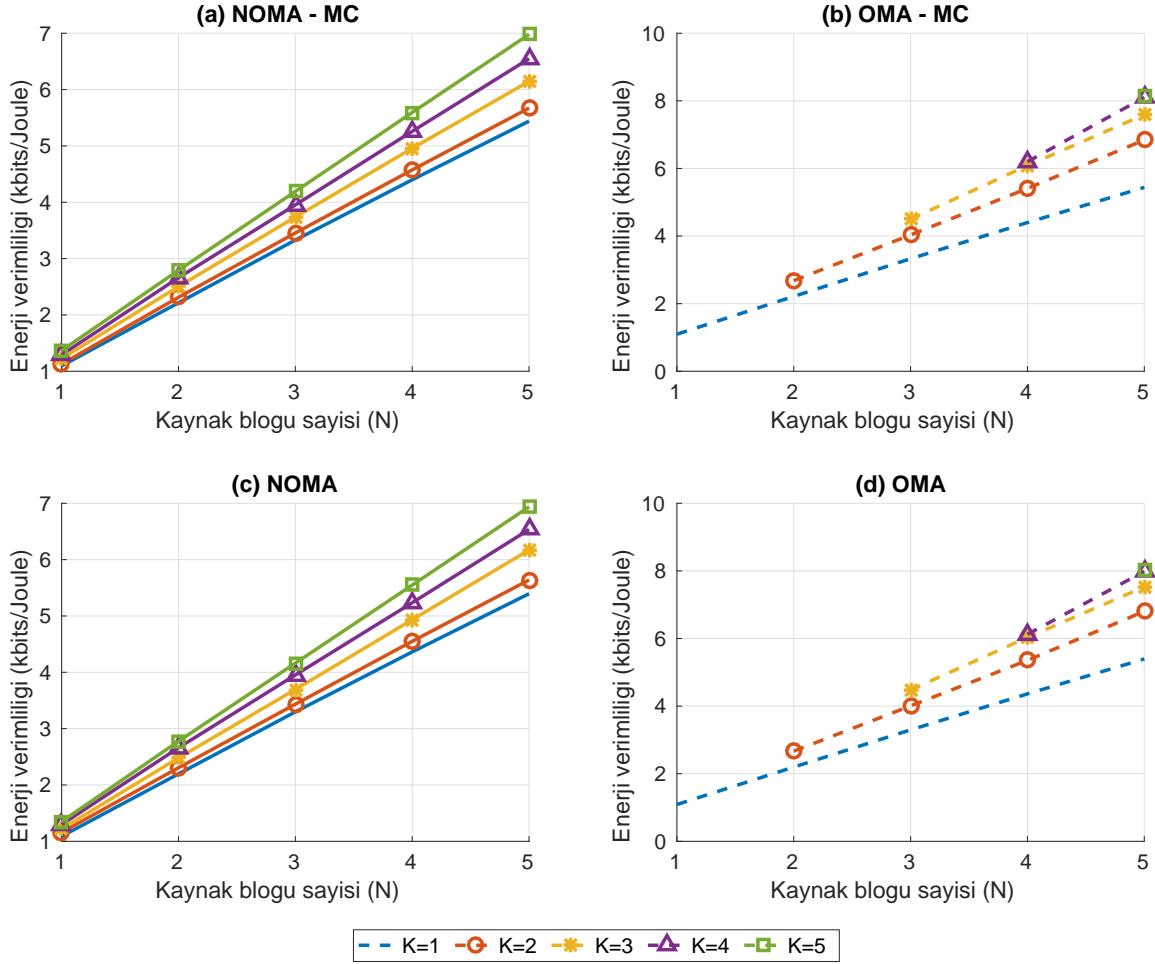 (a) NOMA - MC
Enerji verimliligi (kbits/Joule)
7
6
5
4
3
2
1
1 2 3 4 5
Kaynak blogu sayisi (N)
(b) OMA - MC
Enerji verimliligi (kbits/Joule)
10
8
6
4
2
0
1 2 3 4 5
Kaynak blogu sayisi (N)
(c) NOMA
Enerji verimliligi (kbits/Joule)
7
6
5
4
3
2
1
1 2 3 4 5
Kaynak blogu sayisi (N)
(d) OMA
Enerji verimliligi (kbits/Joule)
10
8
6
4
2
0
1 2 3 4 5
Kaynak blogu sayisi (N)
K=1 K=2 K=3 K=4 K=5